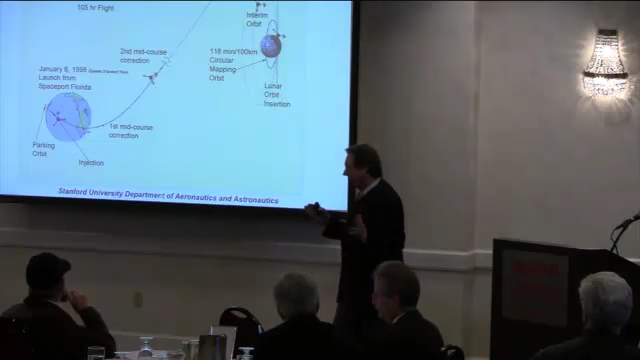 105 hr Flight
Interim
Orbit
2nd mid-course
correction
118 min/100km
Circular
Mapping
Orbit
January 6, 1998
Launch from
Spaceport Florida
Lunar
Orbit
Insertion
1st mid-course
correction
Parking
Orbit
Injection
Stanford University Department of Aeronautics and Astronautics